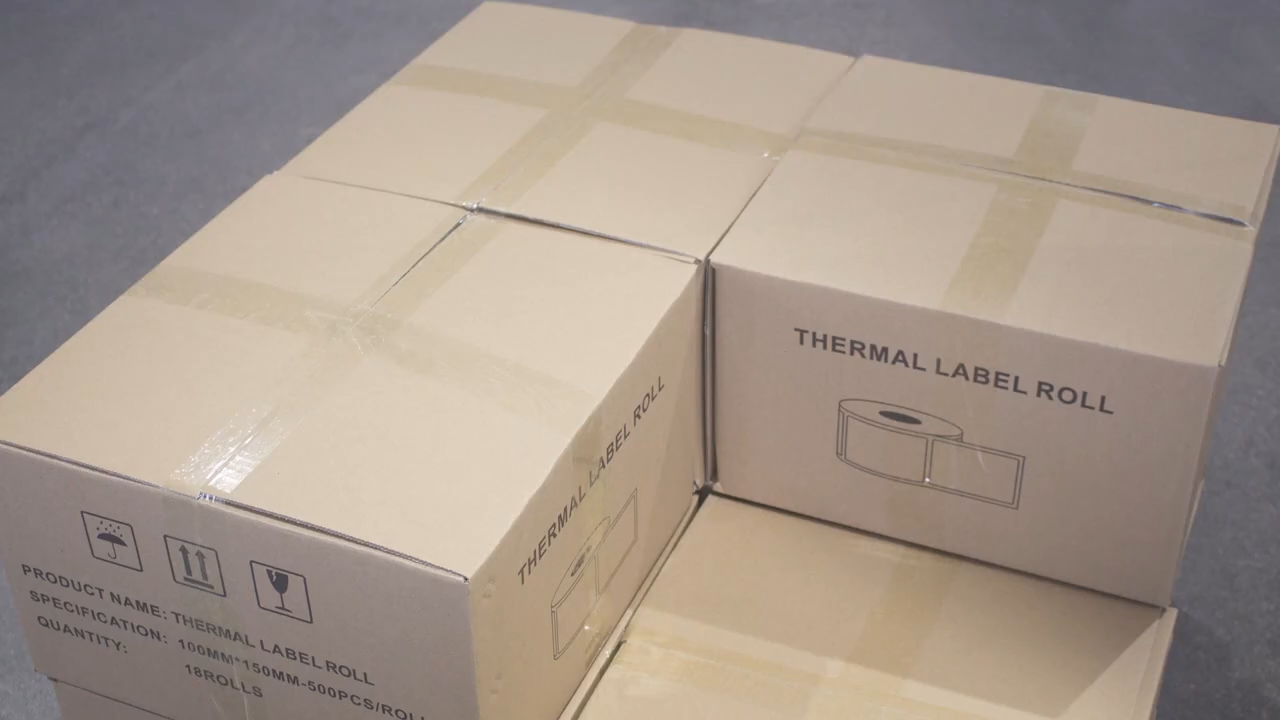 THERMAL LABEL ROLL
THERMAL LABEL ROLL
PRODUCT NAME: THERMAL LABEL ROLL
SPECIFICATION: 100MM*150MM-500PCS/ROLL
QUANTITY: 18ROLLS